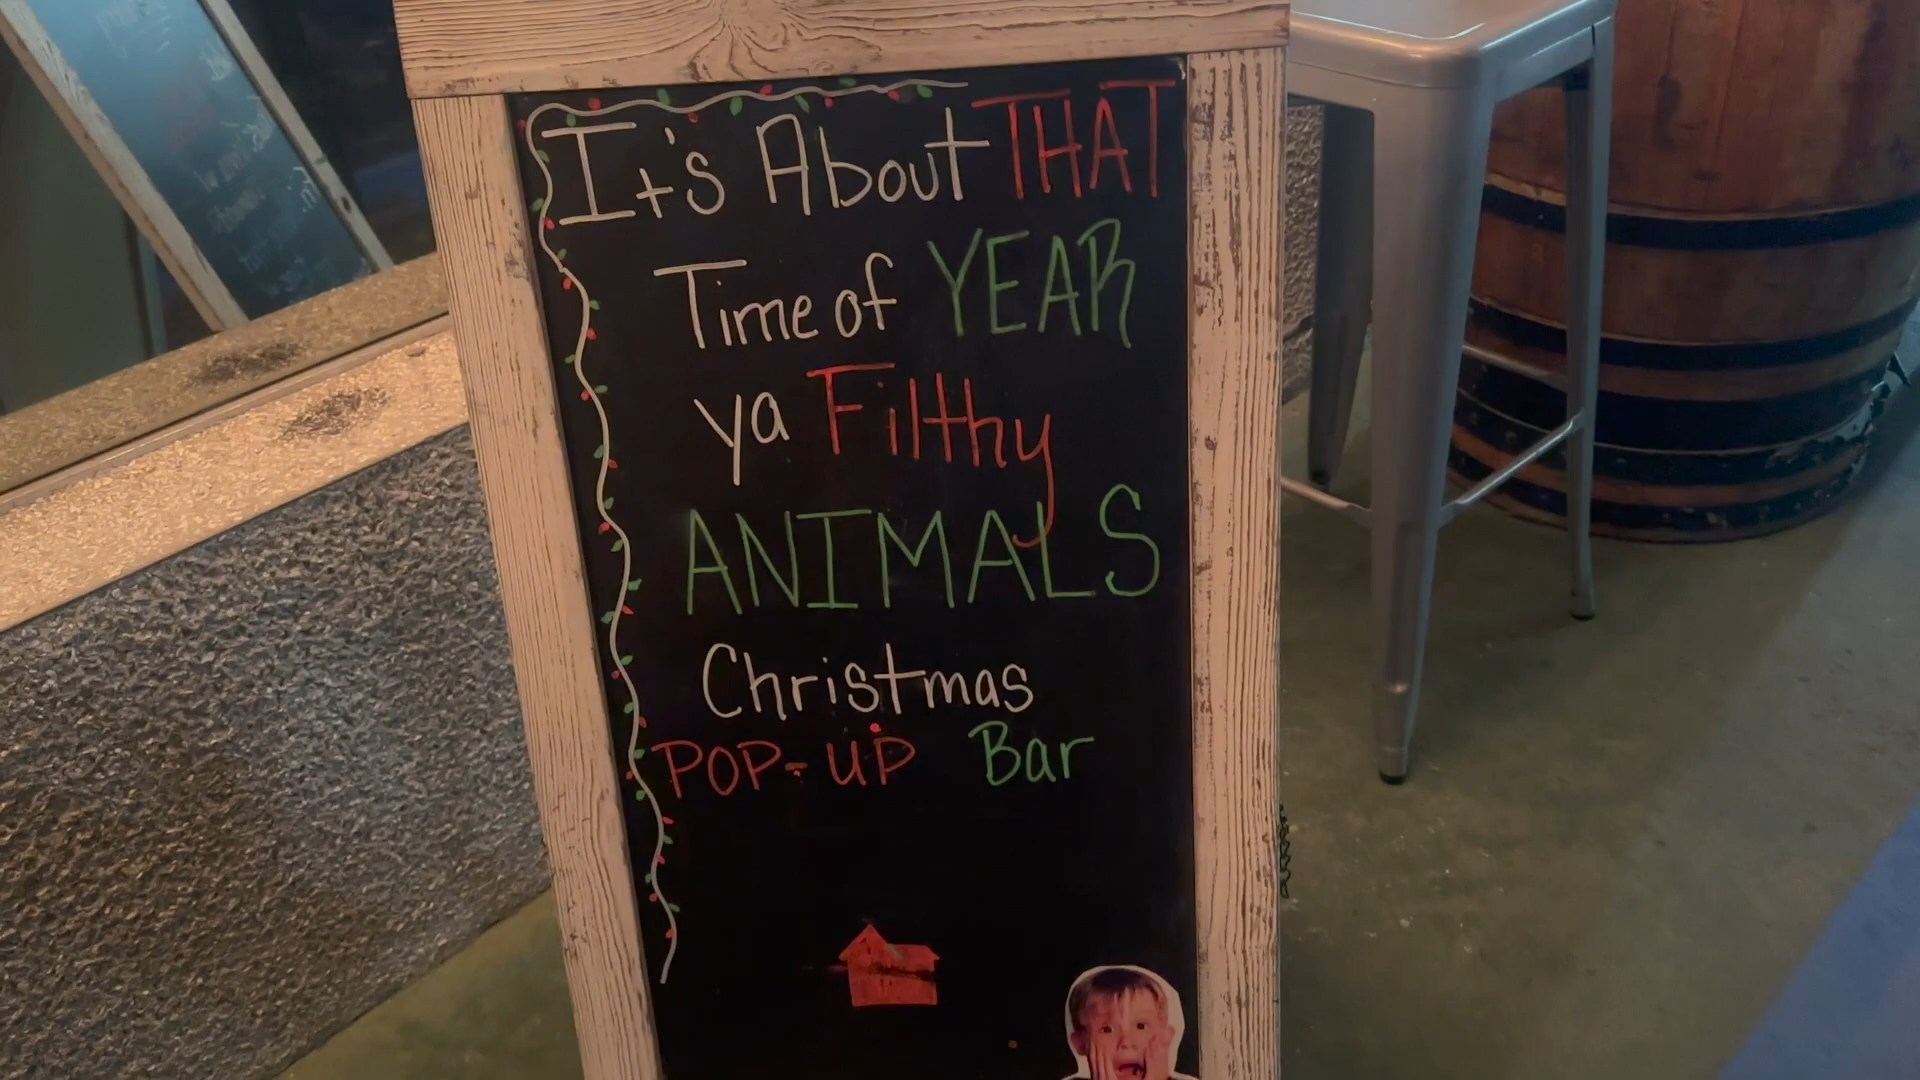 It's About THAT
Time of YEAR
ya Filthy
ANIMALS
Christmas
POP-UP Bar